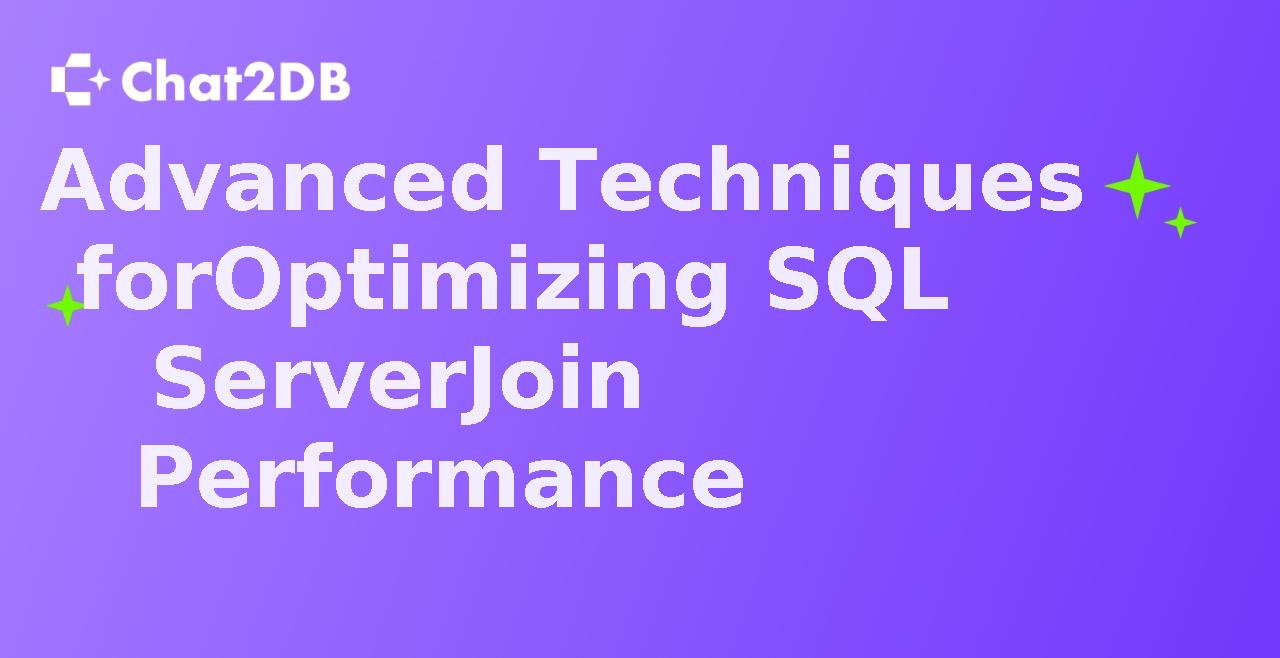 Chat2DB
Advanced Techniques
forOptimizing SQL
ServerJoin
Performance